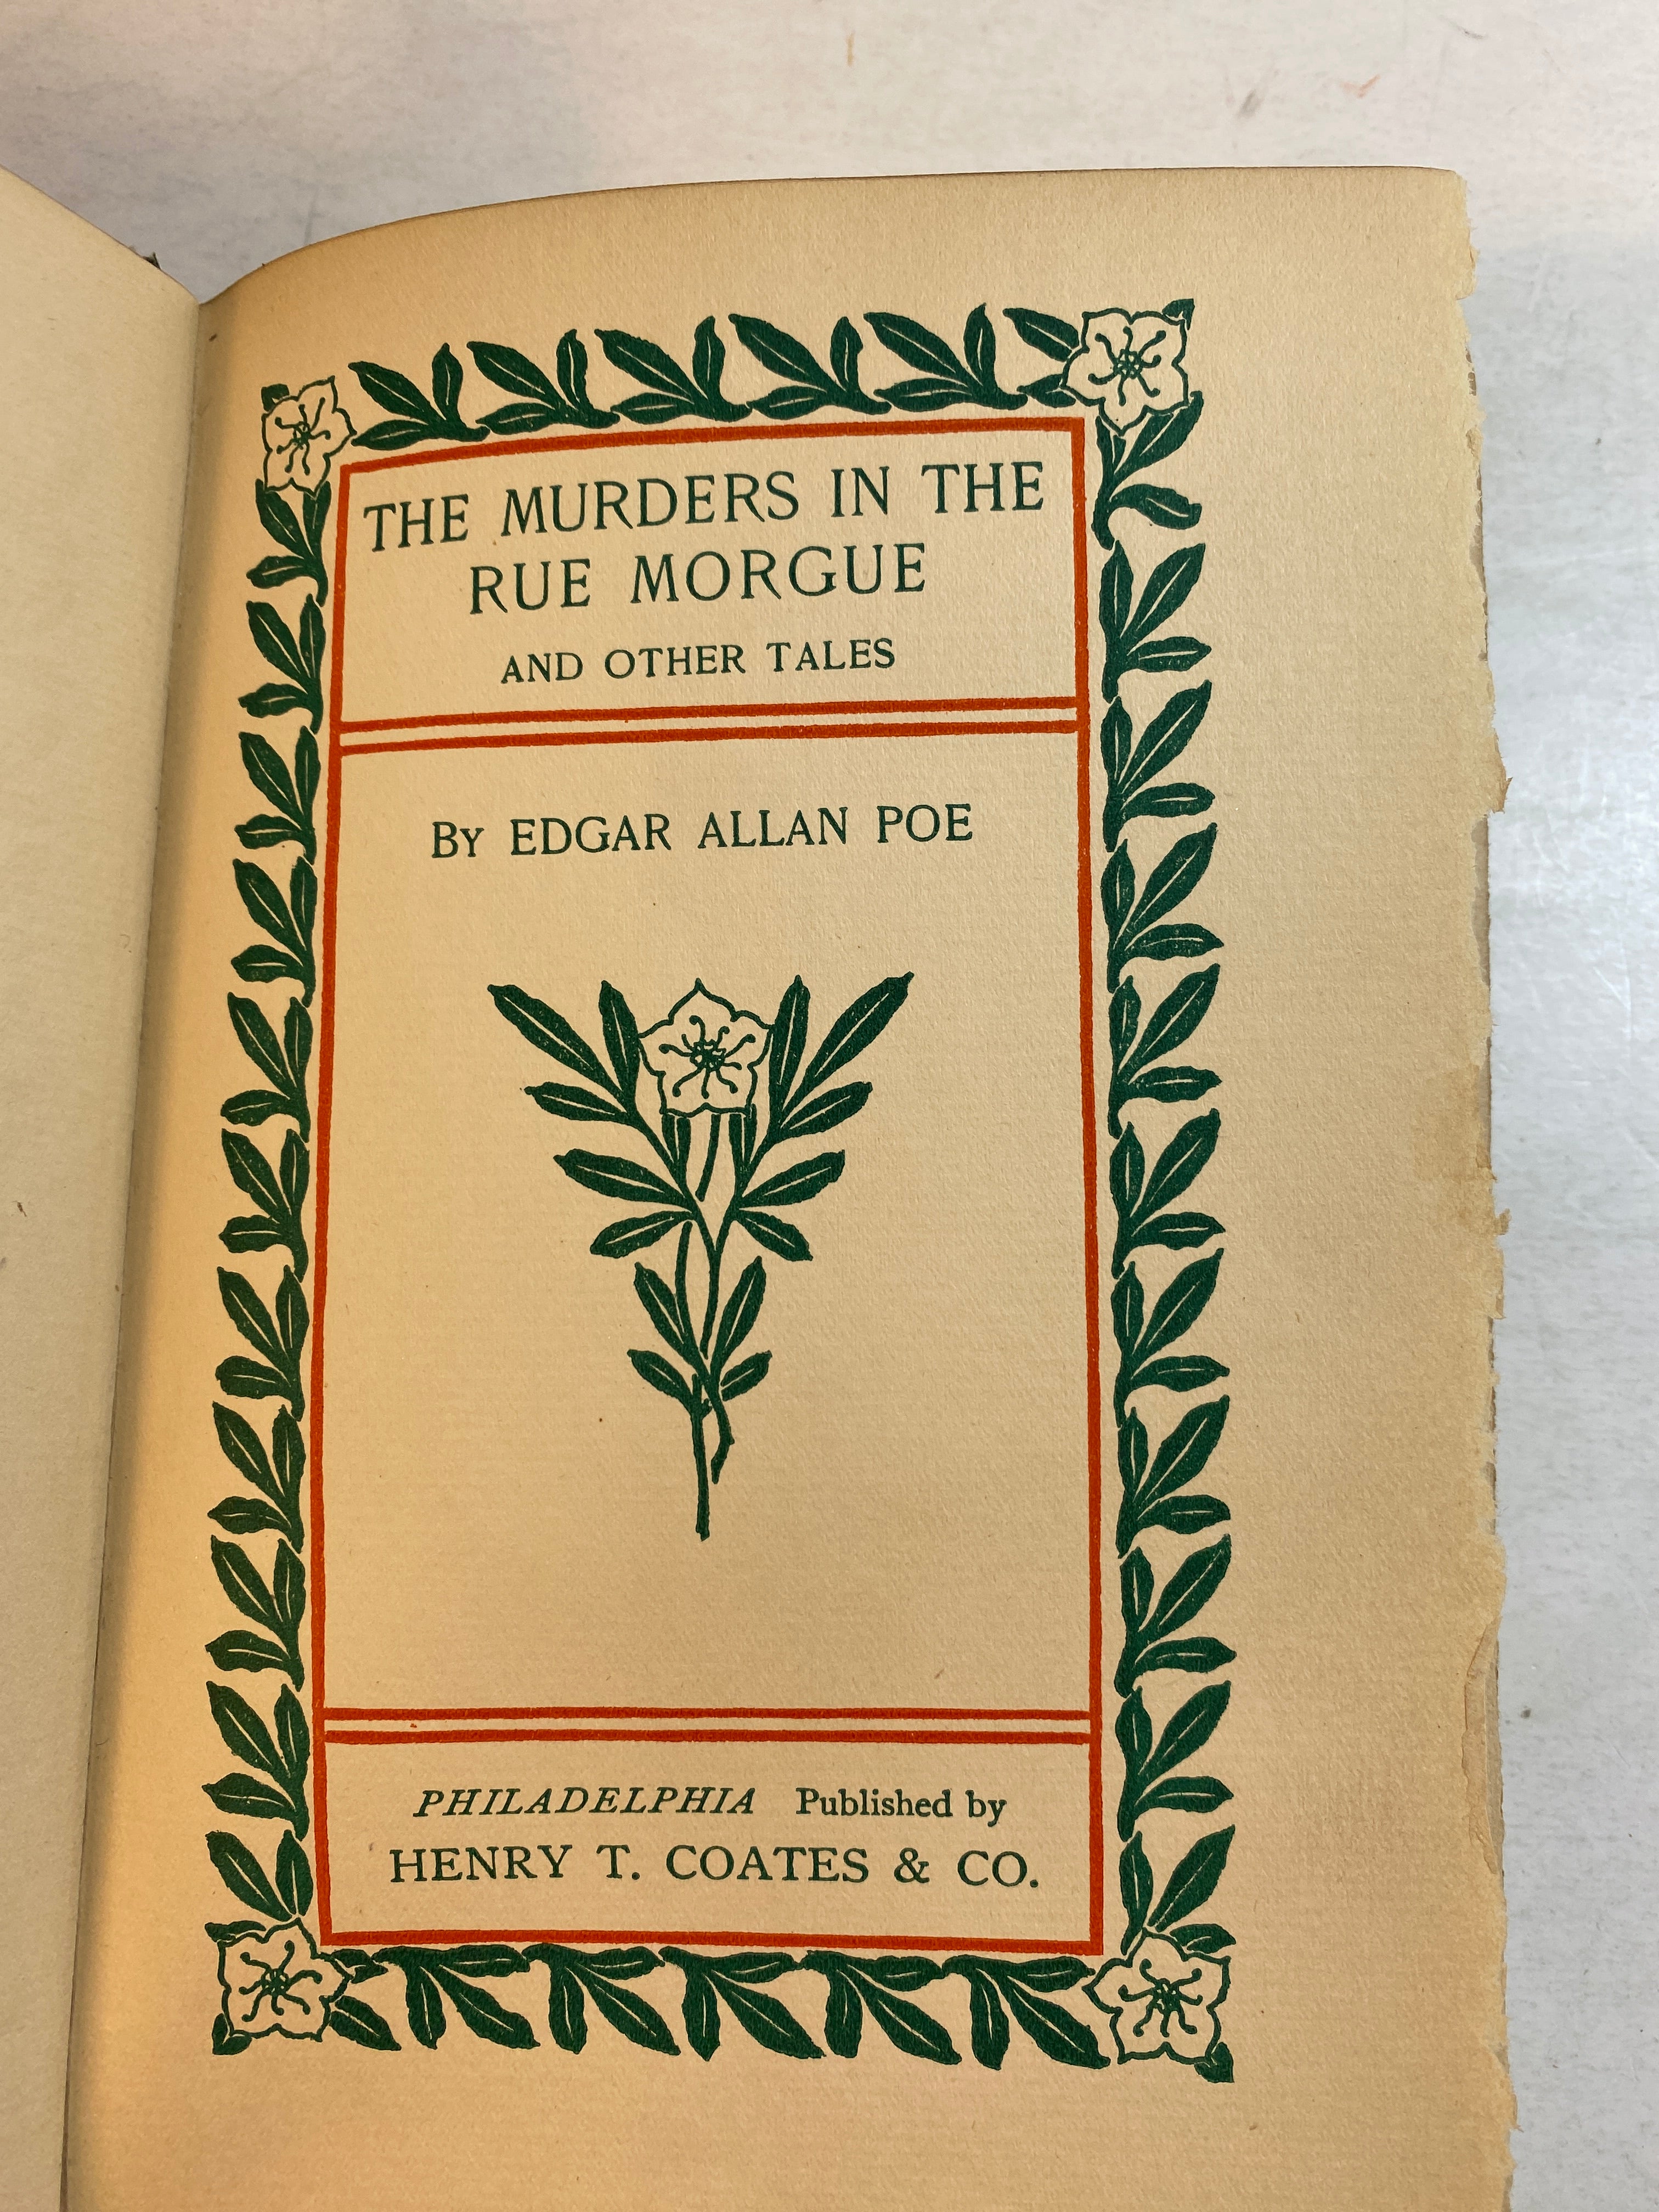 THE MURDERS IN THE
RUE MORGUE
AND OTHER TALES
By EDGAR ALLAN POE
PHILADELPHIA Published by
HENRY T. COATES & CO.